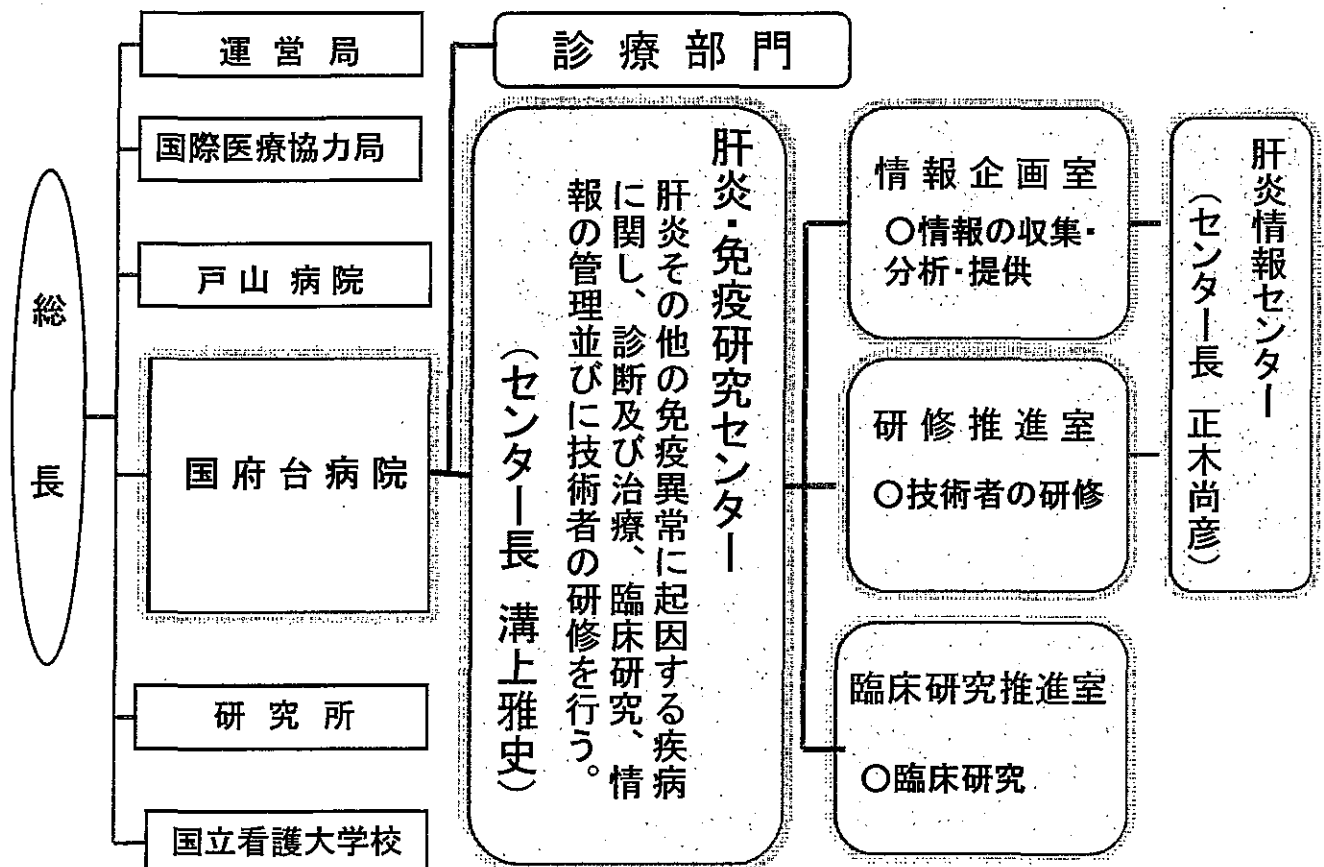 総長
運営局
国際医療協力局
戸山病院
国府台病院
研究所
国立看護大学校
診療部門
肝炎・免疫研究センター
肝炎その他の免疫異常に起因する疾病
に関し、診断及び治療、臨床研究、情
報の管理並びに技術者の研修を行う。
（センター長 溝上雅史）
情報企画室
○情報の収集・
分析・提供
研修推進室
○技術者の研修
臨床研究推進室
○臨床研究
肝炎情報センター
（センター長 正木尚彦）